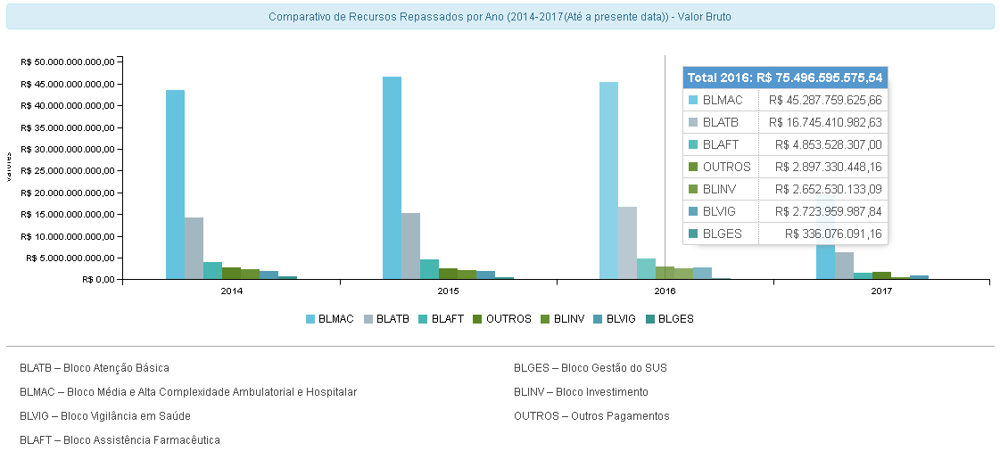 Comparativo de Recursos Repassados por Ano (2014-2017(Até a presente data)) - Valor Bruto
R$ 50.000.000.000,00
R$ 45.000.000.000,00
R$ 40.000.000.000,00
R$ 35.000.000.000,00
R$ 30.000.000.000,00
R$ 25.000.000.000,00
R$ 20.000.000.000,00
R$ 15.000.000.000,00
R$ 10.000.000.000,00
R$ 5.000.000.000,00
R$ 0,00
Valores
Total 2016: R$ 75.496.595.575,54
BLMAC R$ 45.287.759.625,66
BLATB R$ 16.745.410.982,63
BLAFT R$ 4.853.528.307,00
OUTROS R$ 2.897.330.448,16
BLINV R$ 2.652.530.133,09
BLVIG R$ 2.723.959.987,84
BLGES R$ 336.076.091,16
2014 2015 2016 2017
BLMAC BLATB BLAFT OUTROS BLINV BLVIG BLGES
BLATB – Bloco Atenção Básica
BLMAC – Bloco Média e Alta Complexidade Ambulatorial e Hospitalar
BLVIG – Bloco Vigilância em Saúde
BLAFT – Bloco Assistência Farmacêutica
BLGES – Bloco Gestão do SUS
BLINV – Bloco Investimento
OUTROS – Outros Pagamentos